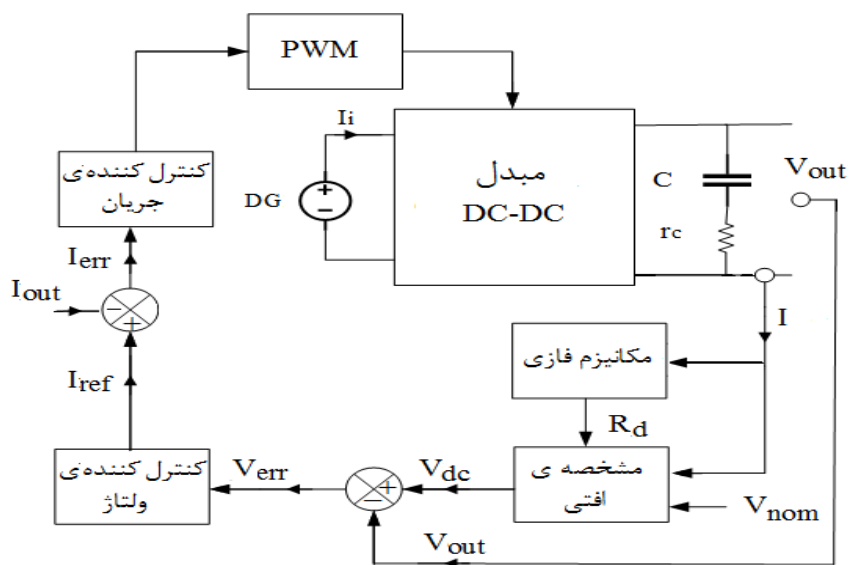 PWM
Ii
DG
مبدل
DC-DC
C
rc
Vout
کنترل کننده‌ی
جریان
Ierr
Iout
Iref
I
مکانیزم فازی
Rd
مشخصه ی
افتی
Vnom
Vdc
Verr
کنترل کننده‌ی
ولتاژ
Vout